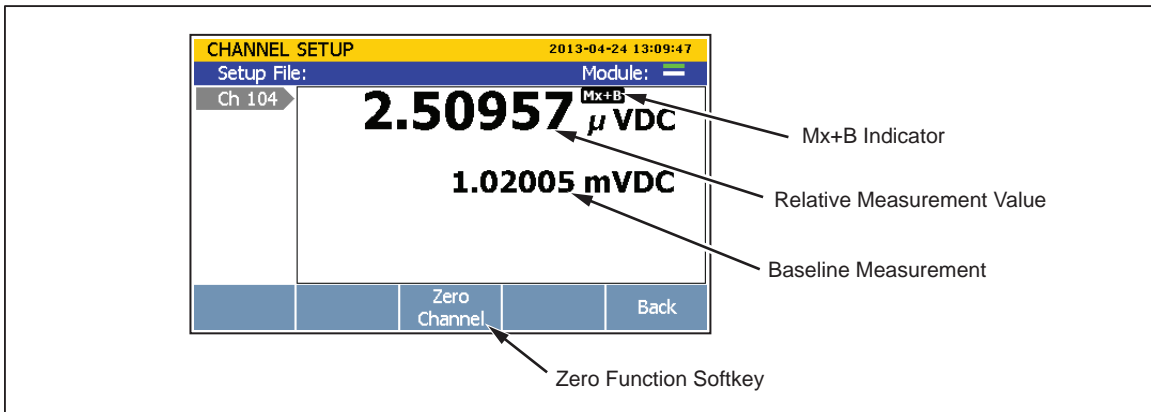 CHANNEL SETUP 2013-04-24 13:09:47
Setup File: Module:
Ch 104
Mx+B
2.50957 µ VDC
1.02005 mVDC
Zero Channel
Back
Mx+B Indicator
Relative Measurement Value
Baseline Measurement
Zero Function Softkey